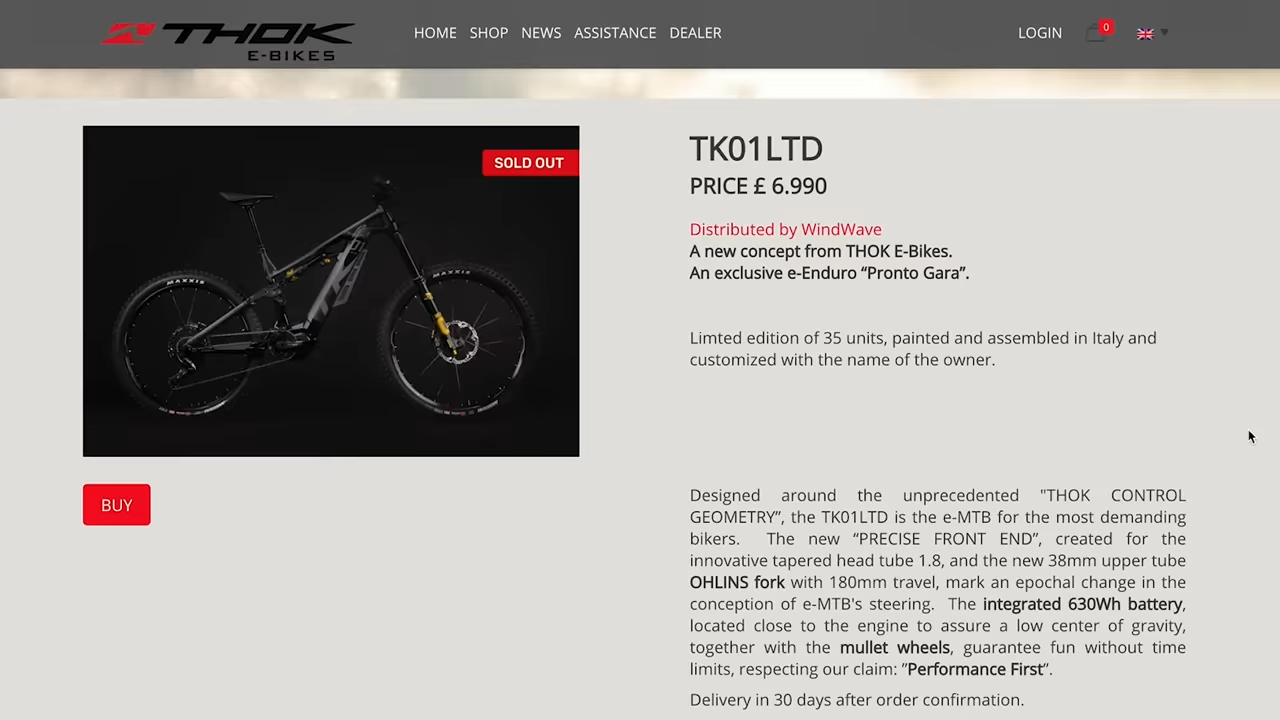 THOK
E-BIKES
HOME SHOP NEWS ASSISTANCE DEALER
LOGIN
0
SOLD OUT
MAXXIS
MAXXIS
BUY
TK01LTD
PRICE £ 6.990
Distributed by WindWave
A new concept from THOK E-Bikes.
An exclusive e-Enduro “Pronto Gara”.
Limted edition of 35 units, painted and assembled in Italy and
customized with the name of the owner.
Designed around the unprecedented "THOK CONTROL
GEOMETRY”, the TK01LTD is the e-MTB for the most demanding
bikers. The new “PRECISE FRONT END”, created for the
innovative tapered head tube 1.8, and the new 38mm upper tube
OHLINS fork with 180mm travel, mark an epochal change in the
conception of e-MTB's steering. The integrated 630Wh battery,
located close to the engine to assure a low center of gravity,
together with the mullet wheels, guarantee fun without time
limits, respecting our claim: ”Performance First”.
Delivery in 30 days after order confirmation.